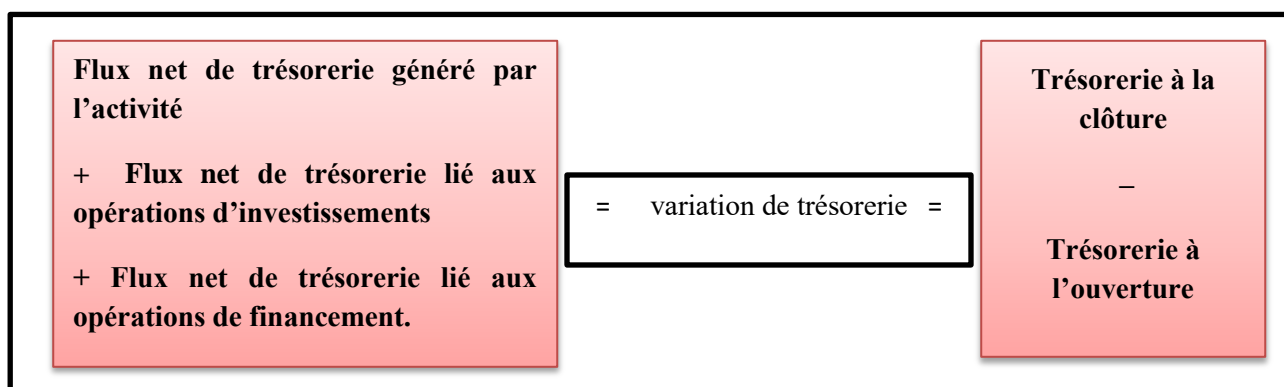 Flux net de trésorerie généré par
l’activité
+ Flux net de trésorerie lié aux
opérations d’investissements
+ Flux net de trésorerie lié aux
opérations de financement.
= variation de trésorerie =
Trésorerie à la
clôture
–
Trésorerie à
l’ouverture